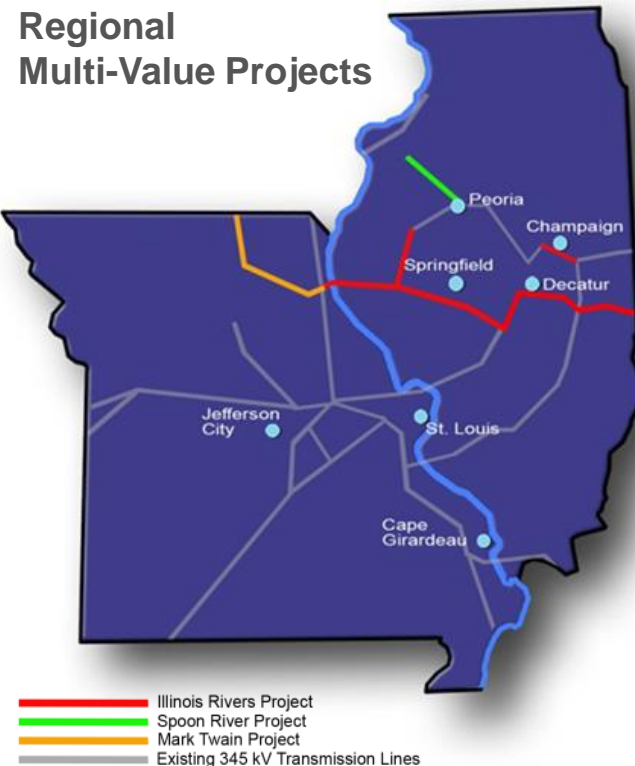 Regional
Multi-Value Projects
Peoria
Champaign
Springfield
Decatur
Jefferson
City
St. Louis
Cape
Girardeau
Illinois Rivers Project
Spoon River Project
Mark Twain Project
Existing 345 kV Transmission Lines